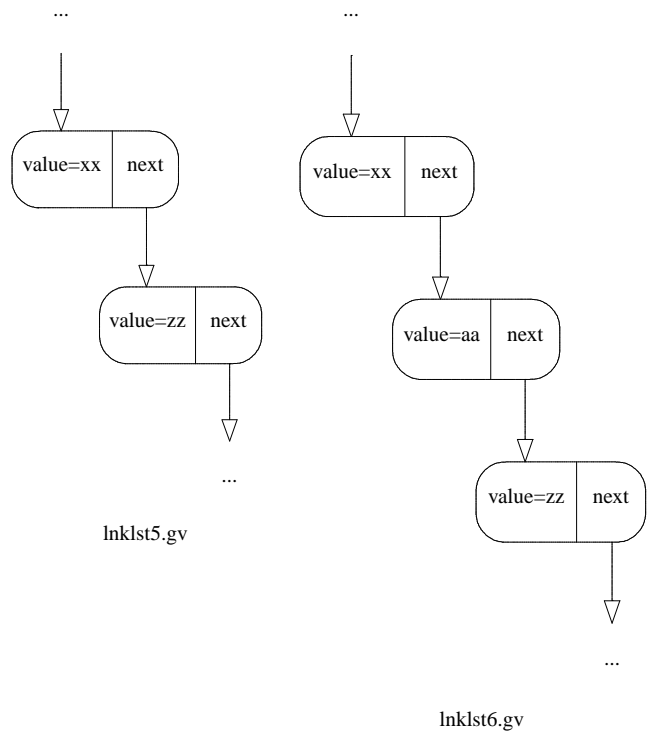 ...
value=xx next
value=zz next
...
lnklst5.gv
...
value=xx next
value=aa next
value=zz next
...
lnklst6.gv